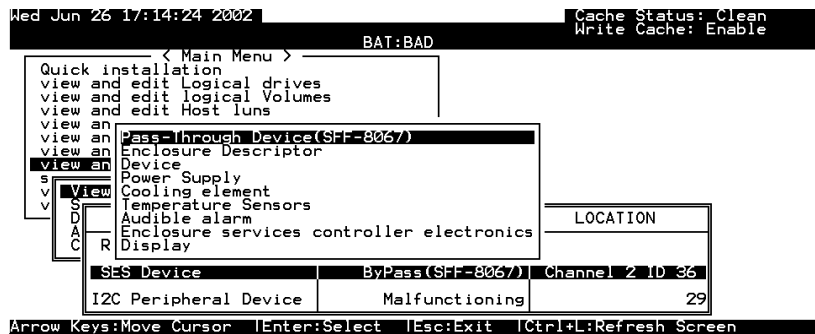 Wed Jun 26 17:14:24 2002 Cache Status: Clean
BAT:BAD Write Cache: Enable
< Main Menu >
Quick installation
view and edit Logical drives
view and edit logical Volumes
view and edit Host luns
view an
view an
view an
view an
s
v
v
View
S
D
A
C
Pass-Through Device(SFF-8067)
Enclosure Descriptor
Device
Power Supply
Cooling element
Temperature Sensors
Audible alarm
Enclosure services controller electronics
Display
LOCATION
R
SES Device ByPass(SFF-8067) Channel 2 ID 36
I2C Peripheral Device Malfunctioning 29
Arrow Keys:Move Cursor |Enter:Select |Esc:Exit |Ctrl+L:Refresh Screen